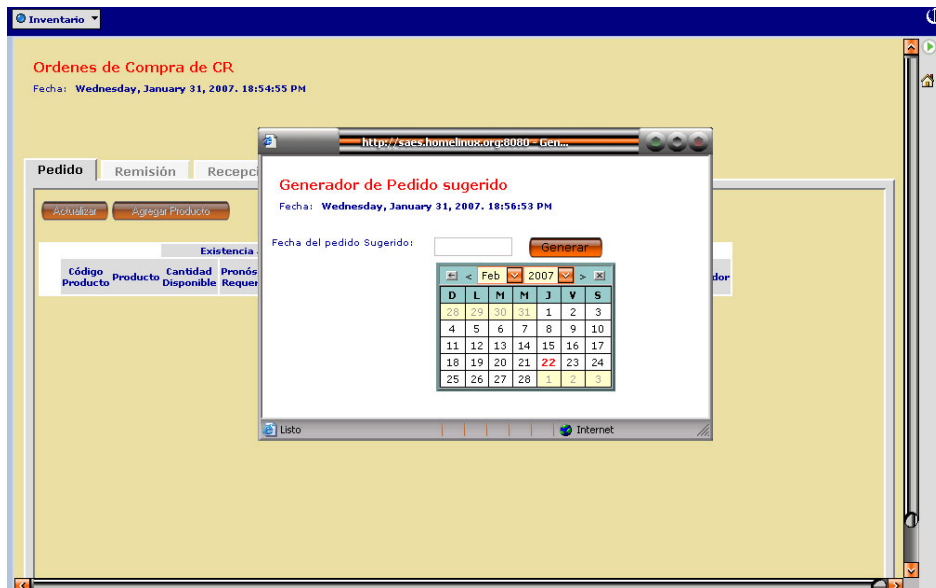 Inventario
Ordenes de Compra de CR
Fecha: Wednesday, January 31, 2007. 18:54:55 PM
Pedido Remisión Recepci
Actualizar Agregar Producto
Existencia
Código Producto Producto Cantidad Disponible Pronós Requer dor
http://saes.homelinux.org:8080 - Gen...
Generador de Pedido sugerido
Fecha: Wednesday, January 31, 2007. 18:56:53 PM
Fecha del pedido Sugerido: Generar
< Feb 2007 >
D L M M J V S
28 29 30 31 1 2 3
4 5 6 7 8 9 10
11 12 13 14 15 16 17
18 19 20 21 22 23 24
25 26 27 28 1 2 3
Listo Internet